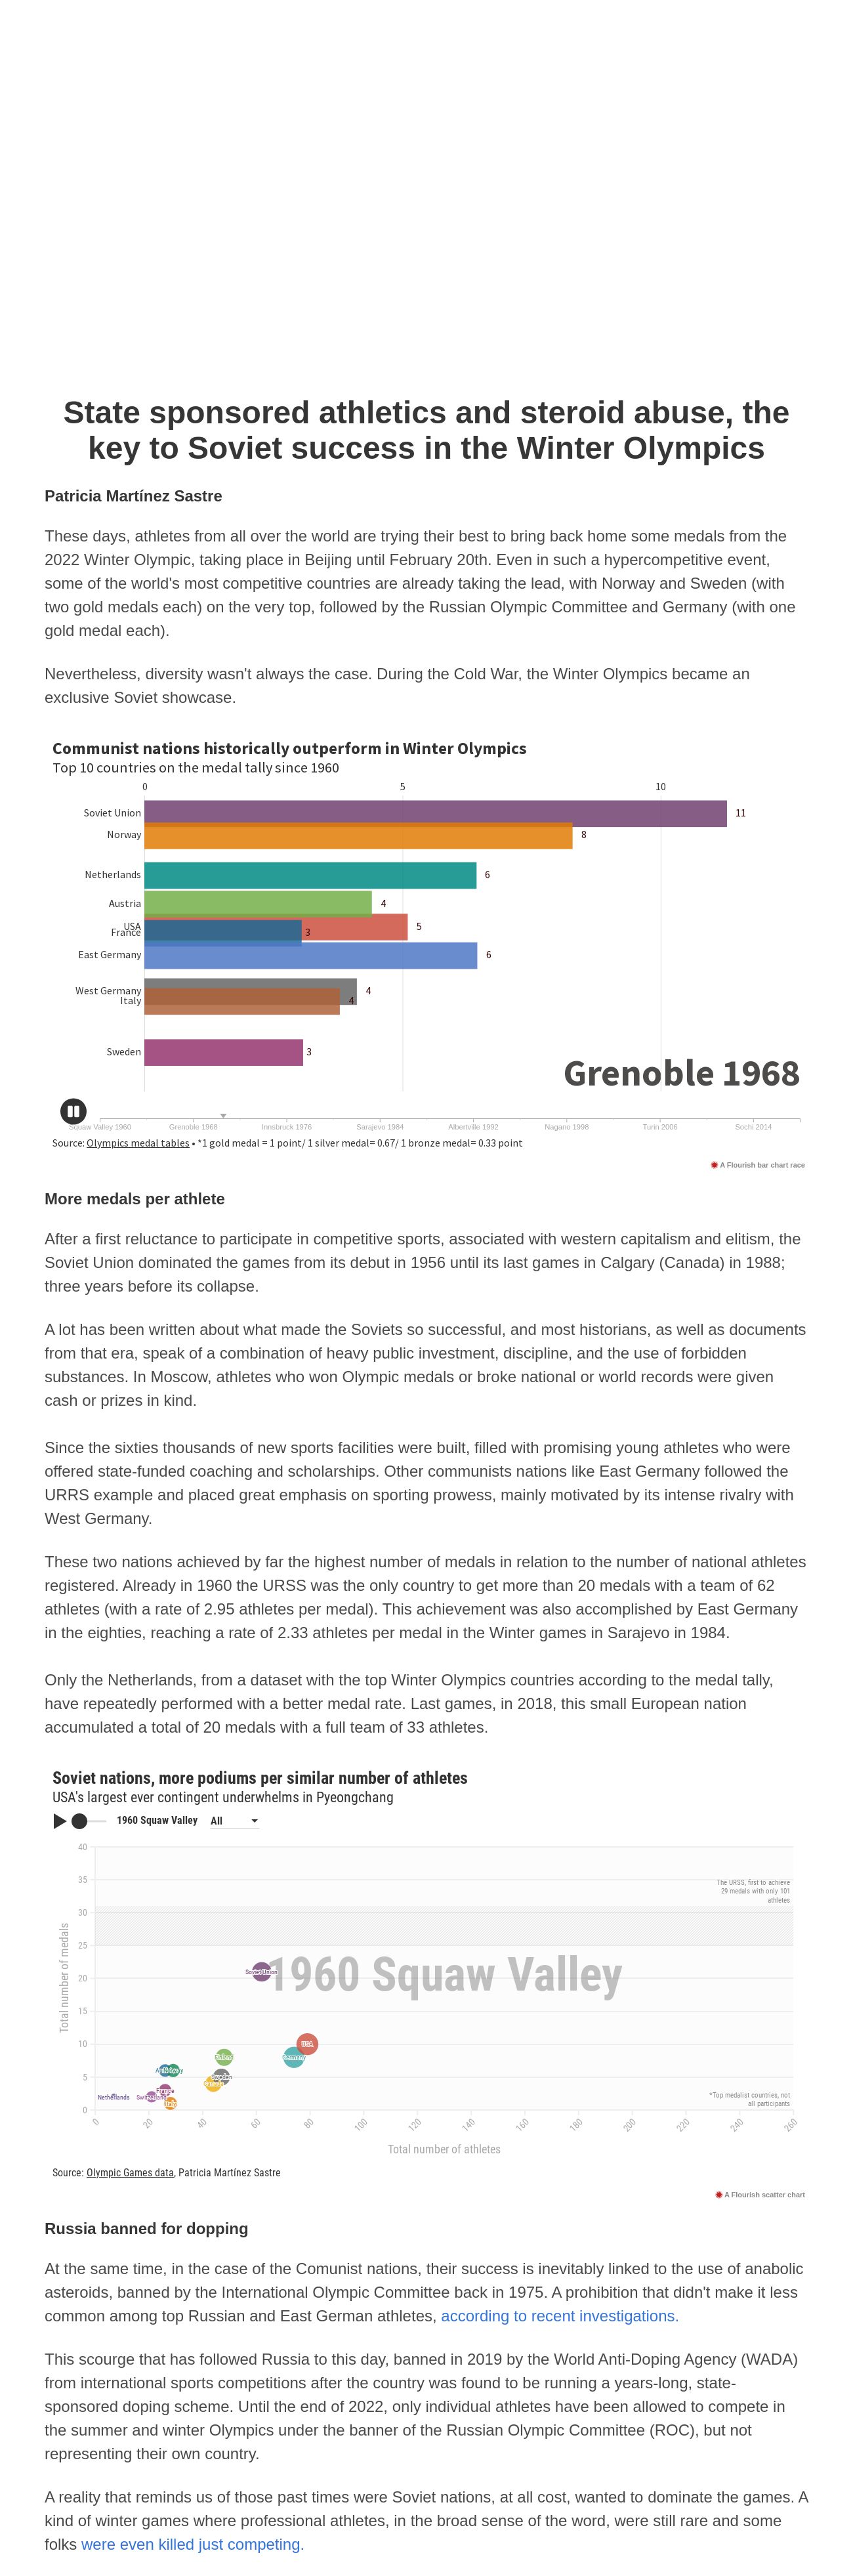 State sponsored athletics and steroid abuse, the
key to Soviet success in the Winter Olympics
Patricia Martínez Sastre
These days, athletes from all over the world are trying their best to bring back home some medals from the
2022 Winter Olympic, taking place in Beijing until February 20th. Even in such a hypercompetitive event,
some of the world's most competitive countries are already taking the lead, with Norway and Sweden (with
two gold medals each) on the very top, followed by the Russian Olympic Committee and Germany (with one
gold medal each).
Nevertheless, diversity wasn't always the case. During the Cold War, the Winter Olympics became an
exclusive Soviet showcase.
Communist nations historically outperform in Winter Olympics
Top 10 countries on the medal tally since 1960
0 5 10
Soviet Union 11
Norway 8
Netherlands 6
Austria 4
USA 5
France 3
East Germany 6
West Germany 4
Italy 4
Sweden 3
Grenoble 1968
Squaw Valley 1960 Grenoble 1968 Innsbruck 1976 Sarajevo 1984 Albertville 1992 Nagano 1998 Turin 2006 Sochi 2014
Source: Olympics medal tables • *1 gold medal = 1 point/ 1 silver medal= 0.67/ 1 bronze medal= 0.33 point
A Flourish bar chart race
More medals per athlete
After a first reluctance to participate in competitive sports, associated with western capitalism and elitism, the
Soviet Union dominated the games from its debut in 1956 until its last games in Calgary (Canada) in 1988;
three years before its collapse.
A lot has been written about what made the Soviets so successful, and most historians, as well as documents
from that era, speak of a combination of heavy public investment, discipline, and the use of forbidden
substances. In Moscow, athletes who won Olympic medals or broke national or world records were given
cash or prizes in kind.
Since the sixties thousands of new sports facilities were built, filled with promising young athletes who were
offered state-funded coaching and scholarships. Other communists nations like East Germany followed the
URRS example and placed great emphasis on sporting prowess, mainly motivated by its intense rivalry with
West Germany.
These two nations achieved by far the highest number of medals in relation to the number of national athletes
registered. Already in 1960 the URSS was the only country to get more than 20 medals with a team of 62
athletes (with a rate of 2.95 athletes per medal). This achievement was also accomplished by East Germany
in the eighties, reaching a rate of 2.33 athletes per medal in the Winter games in Sarajevo in 1984.
Only the Netherlands, from a dataset with the top Winter Olympics countries according to the medal tally,
have repeatedly performed with a better medal rate. Last games, in 2018, this small European nation
accumulated a total of 20 medals with a full team of 33 athletes.
Soviet nations, more podiums per similar number of athletes
USA's largest ever contingent underwhelms in Pyeongchang
1960 Squaw Valley All
40
35
The URSS, first to achieve
29 medals with only 101
athletes
30
25
Total number of medals
1960 Squaw Valley
Soviet Union
20
15
10
USA
Germany
Norway
Sweden
5
France
Netherlands
Switzerland
Italy
*Top medalist countries, not
all participants
0
0 20 40 60 80 100 120 140 160 180 200 220 240 260
Total number of athletes
Source: Olympic Games data, Patricia Martínez Sastre
A Flourish scatter chart
Russia banned for dopping
At the same time, in the case of the Comunist nations, their success is inevitably linked to the use of anabolic
asteroids, banned by the International Olympic Committee back in 1975. A prohibition that didn't make it less
common among top Russian and East German athletes, according to recent investigations.
This scourge that has followed Russia to this day, banned in 2019 by the World Anti-Doping Agency (WADA)
from international sports competitions after the country was found to be running a years-long, state-
sponsored doping scheme. Until the end of 2022, only individual athletes have been allowed to compete in
the summer and winter Olympics under the banner of the Russian Olympic Committee (ROC), but not
representing their own country.
A reality that reminds us of those past times were Soviet nations, at all cost, wanted to dominate the games. A
kind of winter games where professional athletes, in the broad sense of the word, were still rare and some
folks were even killed just competing.